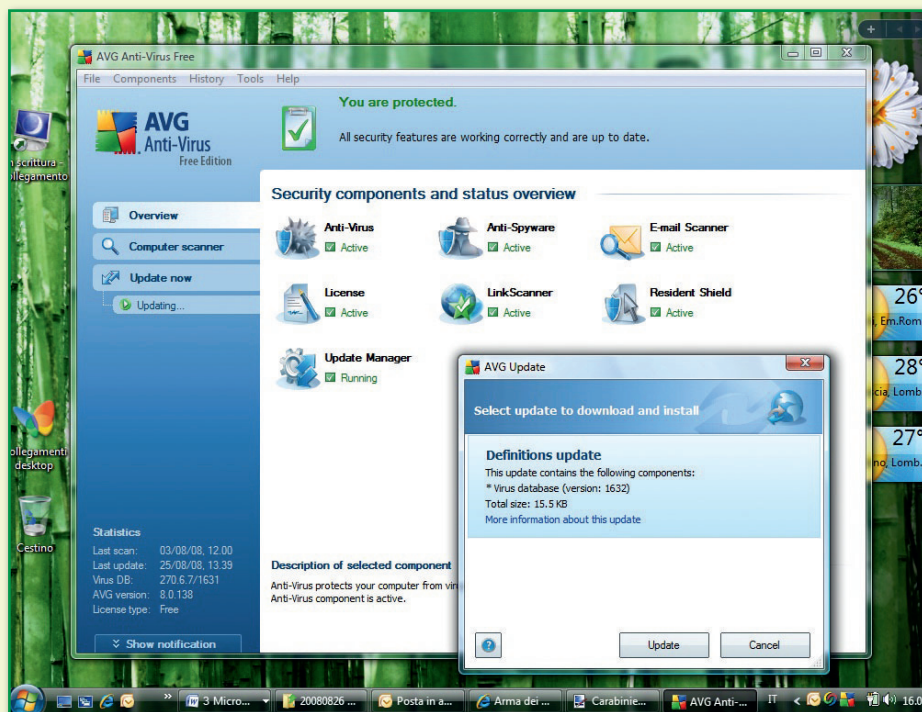 AVG Anti-Virus Free
File Components History Tools Help
AVG
Anti-Virus
Free Edition
You are protected.
All security features are working correctly and are up to date.
Security components and status overview
Overview
Computer scanner
Update now
Updating...
Anti-Virus
Active
Anti-Spyware
Active
E-mail Scanner
Active
License
Active
LinkScanner
Active
Resident Shield
Active
Update Manager
Running
Statistics
Last scan: 03/08/08, 12.00
Last update: 25/08/08, 13.39
Virus DB: 270.6.7/1631
AVG version: 8.0.138
License type: Free
Show notification
Description of selected component
Anti-Virus protects your computer from
Anti-Virus component is active.
AVG Update
Select update to download and install
Definitions update
This update contains the following components:
* Virus database (version: 1632)
Total size: 15.5 KB
More information about this update
Update
Cancel
scrittura -
ollegamento
ollegamenti
desktop
Cestino
26°
, Em.Rom
28°
cia, Lomb.
27°
no, Lomb.
3 Micro...
20080826 ...
Posta in a...
Arma dei ...
Carabinie...
AVG Anti-...
IT
16.0